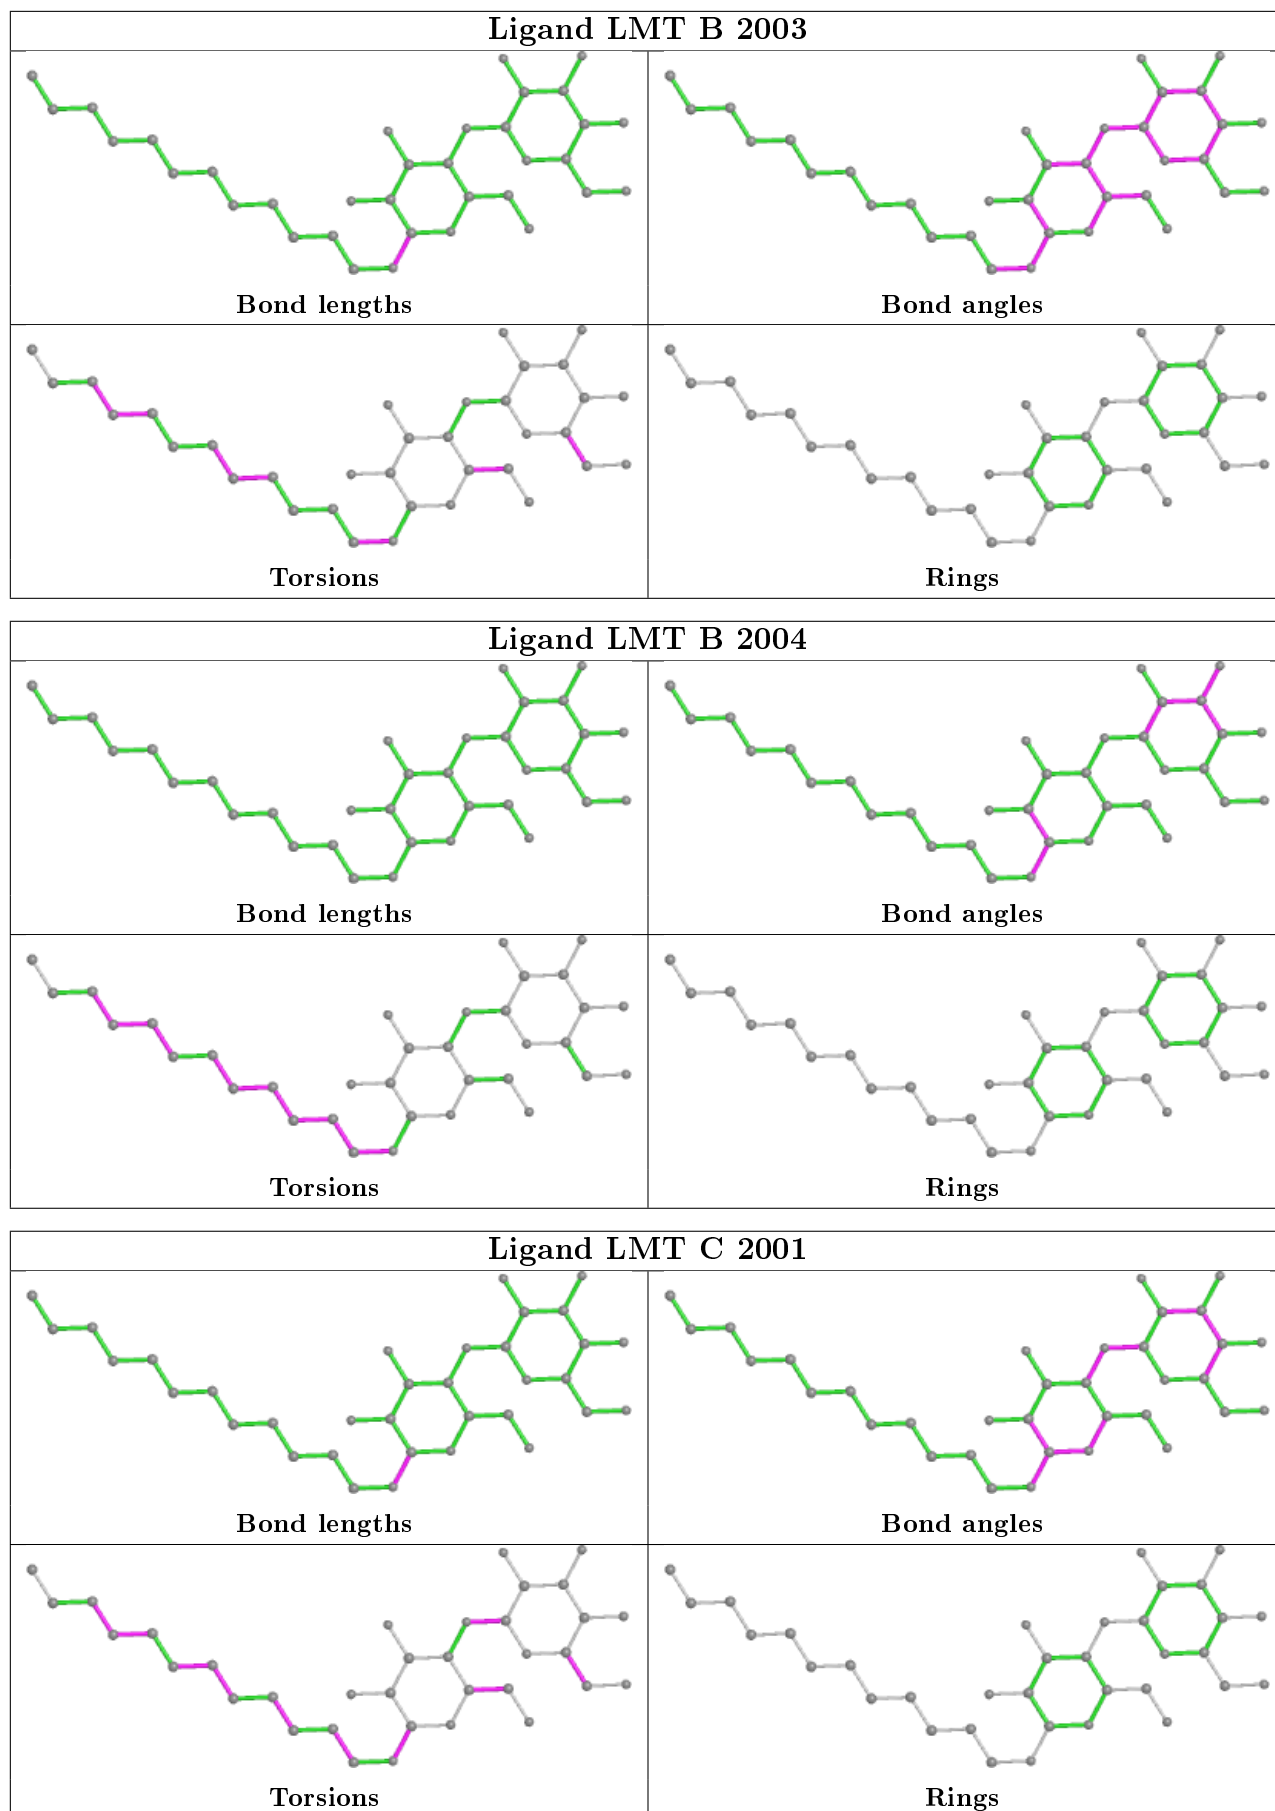 Ligand LMT B 2003
Bond lengths
Bond angles
Torsions
Rings
Ligand LMT B 2004
Bond lengths
Bond angles
Torsions
Rings
Ligand LMT C 2001
Bond lengths
Bond angles
Torsions
Rings